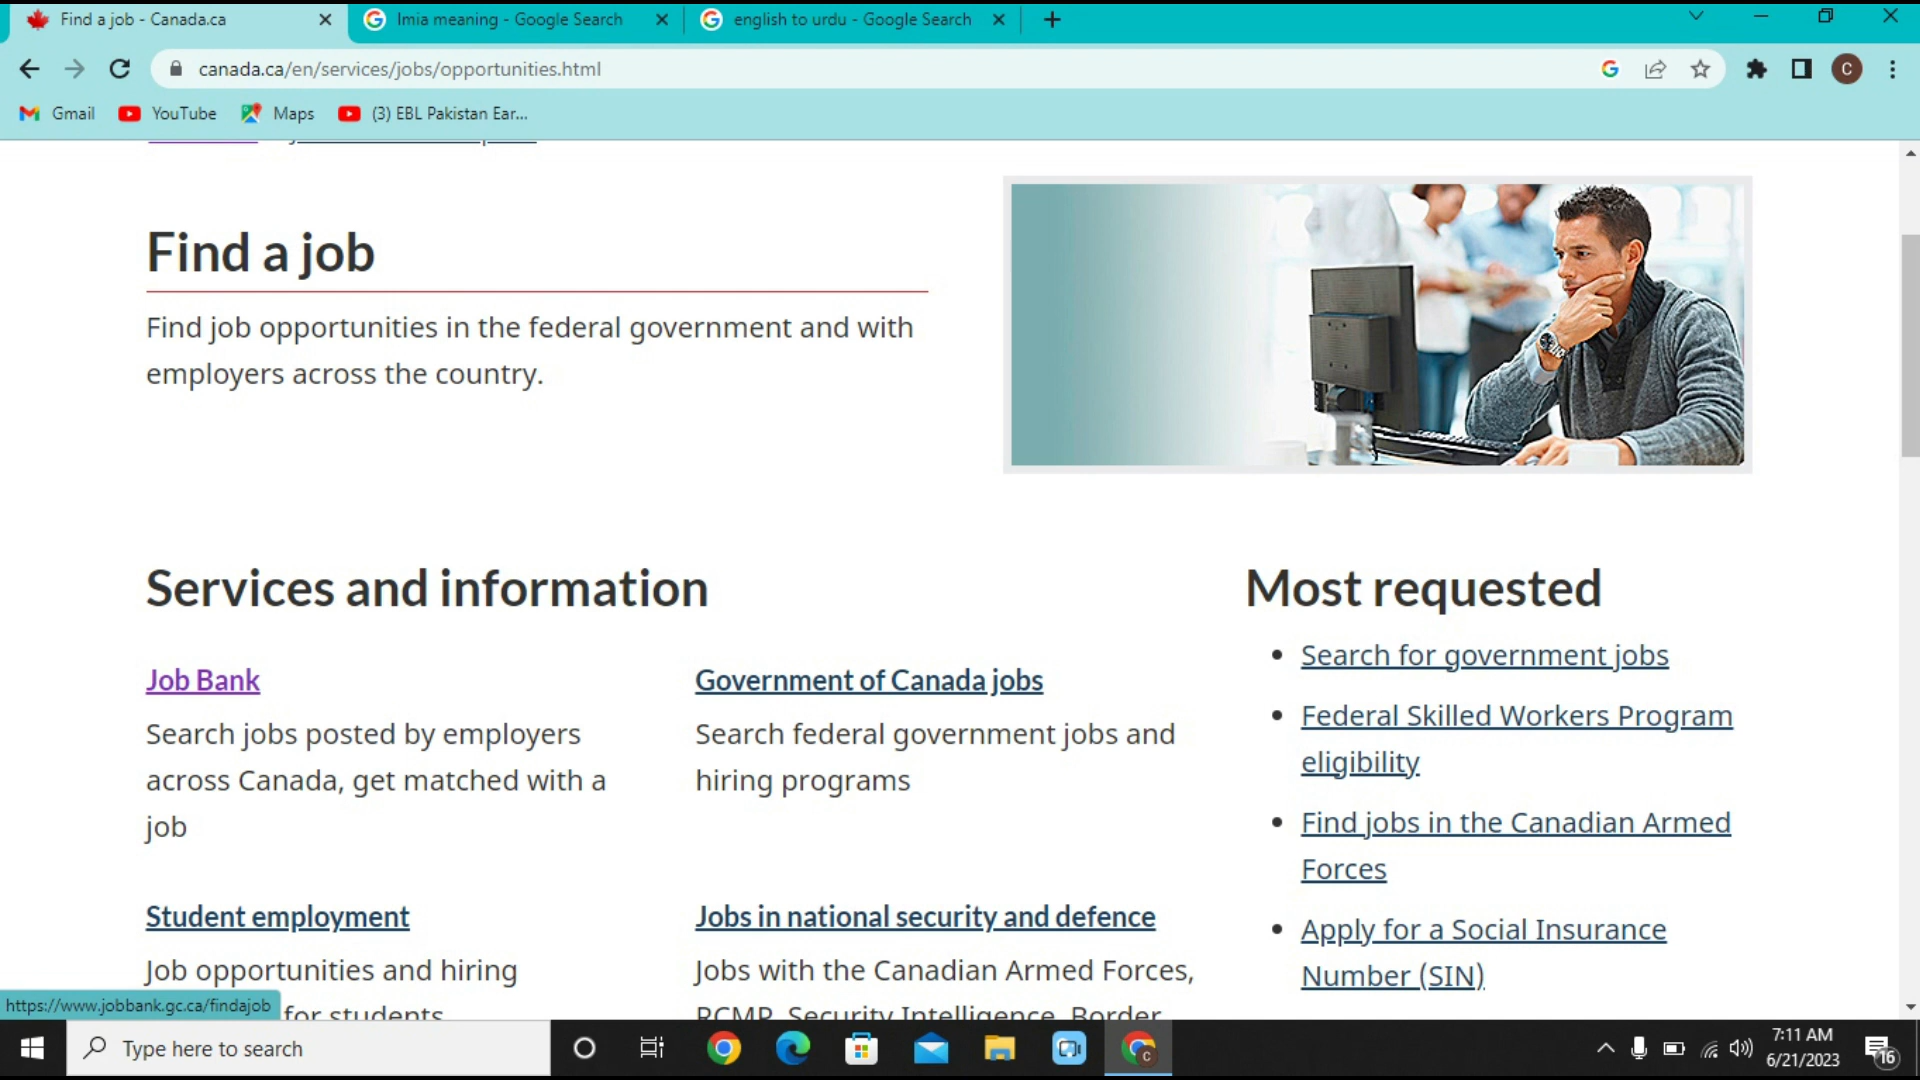 Find a job - Canada.ca
lmia meaning - Google Search
english to urdu - Google Search
canada.ca/en/services/jobs/opportunities.html
C
Gmail
YouTube
Maps
(3) EBL Pakistan Ear...
Find a job
Find job opportunities in the federal government and with
employers across the country.
Services and information
Job Bank
Search jobs posted by employers
across Canada, get matched with a
job
Government of Canada jobs
Search federal government jobs and
hiring programs
Student employment
Job opportunities and hiring
for students
Jobs in national security and defence
Jobs with the Canadian Armed Forces,
RCMP, Security Intelligence, Border
Most requested
Search for government jobs
Federal Skilled Workers Program
eligibility
Find jobs in the Canadian Armed
Forces
Apply for a Social Insurance
Number (SIN)
https://www.jobbank.gc.ca/findajob
Type here to search
7:11 AM
6/21/2023
16